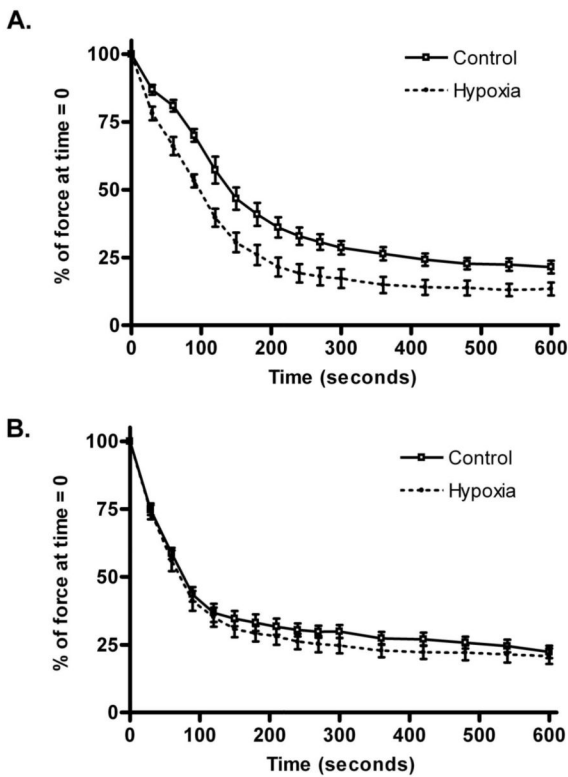 A.
% of force at time = 0
100
75
50
25
0
Control
Hypoxia
0 100 200 300 400 500 600
Time (seconds)
B.
% of force at time = 0
100
75
50
25
0
Control
Hypoxia
0 100 200 300 400 500 600
Time (seconds)